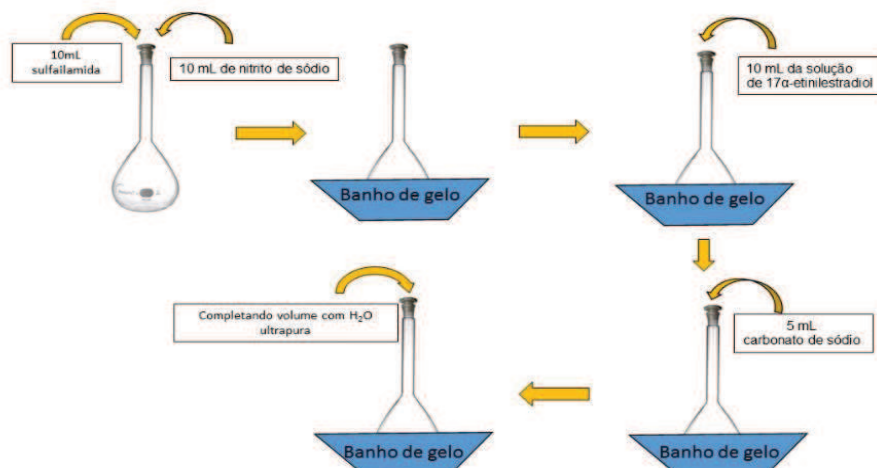 10mL
sulfailamida
10 mL de nitrito de sódio
Banho de gelo
10 mL da solução
de 17α-etinilestradiol
Banho de gelo
5 mL
carbonato de sódio
Banho de gelo
Completando volume com H₂O
ultrapura
Banho de gelo